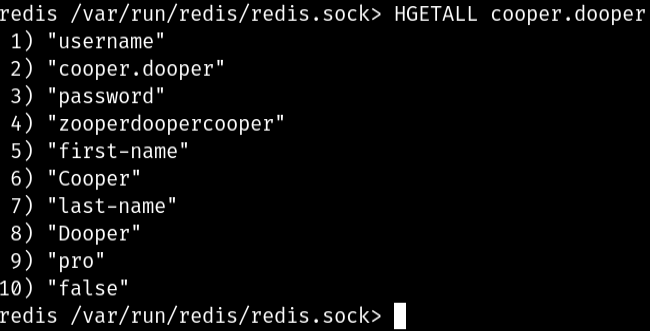 redis /var/run/redis/redis.sock> HGETALL cooper.dooper
1) "username"
2) "cooper.dooper"
3) "password"
4) "zooperdoopercooper"
5) "first-name"
6) "Cooper"
7) "last-name"
8) "Dooper"
9) "pro"
10) "false"
redis /var/run/redis/redis.sock>